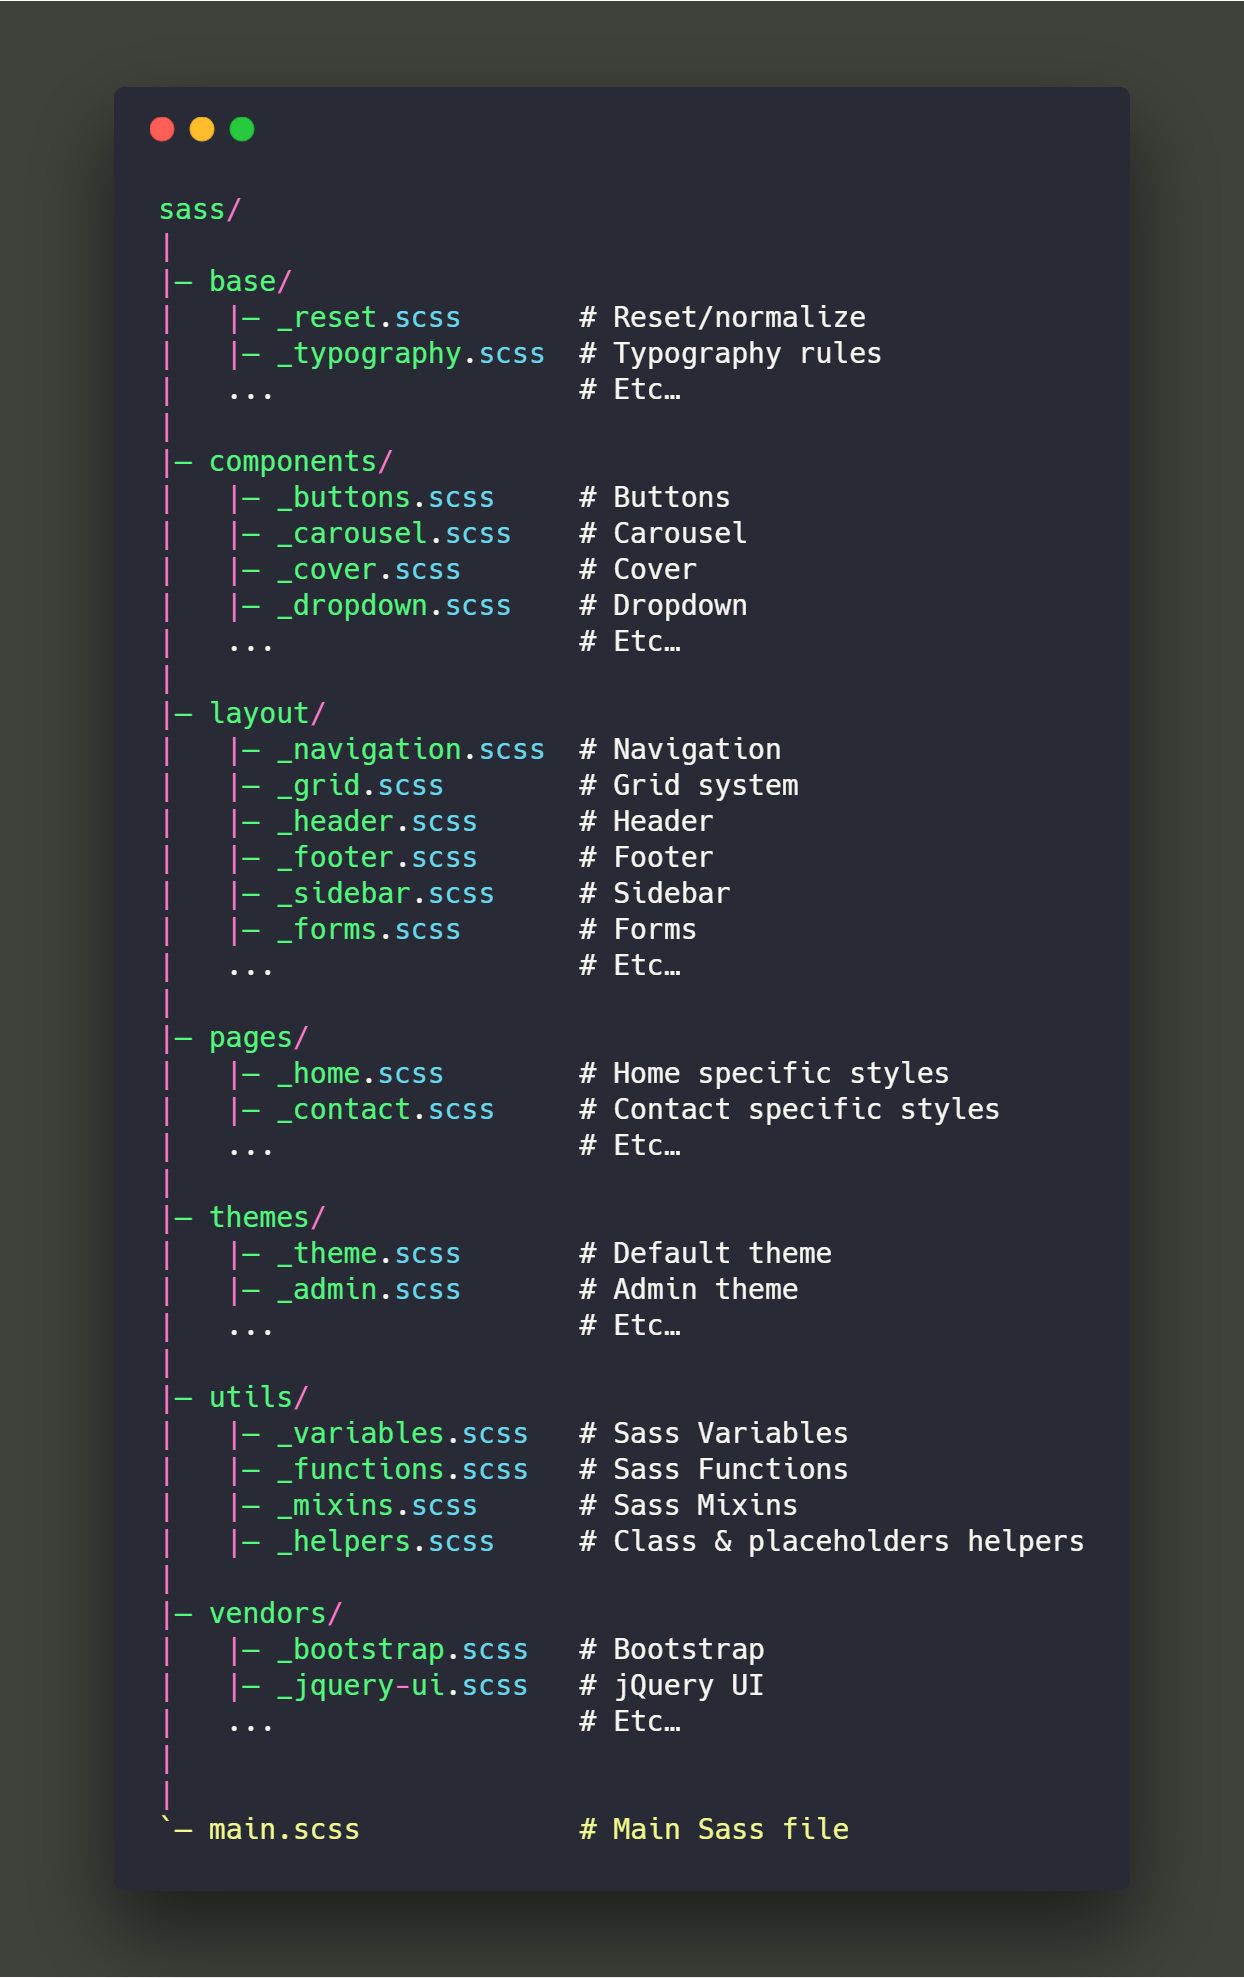 sass/
|
|– base/
|   |– _reset.scss       # Reset/normalize
|   |– _typography.scss  # Typography rules
|   ...                  # Etc…
|
|– components/
|   |– _buttons.scss     # Buttons
|   |– _carousel.scss    # Carousel
|   |– _cover.scss       # Cover
|   |– _dropdown.scss    # Dropdown
|   ...                  # Etc…
|
|– layout/
|   |– _navigation.scss  # Navigation
|   |– _grid.scss        # Grid system
|   |– _header.scss      # Header
|   |– _footer.scss      # Footer
|   |– _sidebar.scss     # Sidebar
|   |– _forms.scss       # Forms
|   ...                  # Etc…
|
|– pages/
|   |– _home.scss        # Home specific styles
|   |– _contact.scss     # Contact specific styles
|   ...                  # Etc…
|
|– themes/
|   |– _theme.scss       # Default theme
|   |– _admin.scss       # Admin theme
|   ...                  # Etc…
|
|– utils/
|   |– _variables.scss   # Sass Variables
|   |– _functions.scss   # Sass Functions
|   |– _mixins.scss      # Sass Mixins
|   |– _helpers.scss     # Class & placeholders helpers
|
|– vendors/
|   |– _bootstrap.scss   # Bootstrap
|   |– _jquery-ui.scss   # jQuery UI
|   ...                  # Etc…
|
|
`– main.scss             # Main Sass file